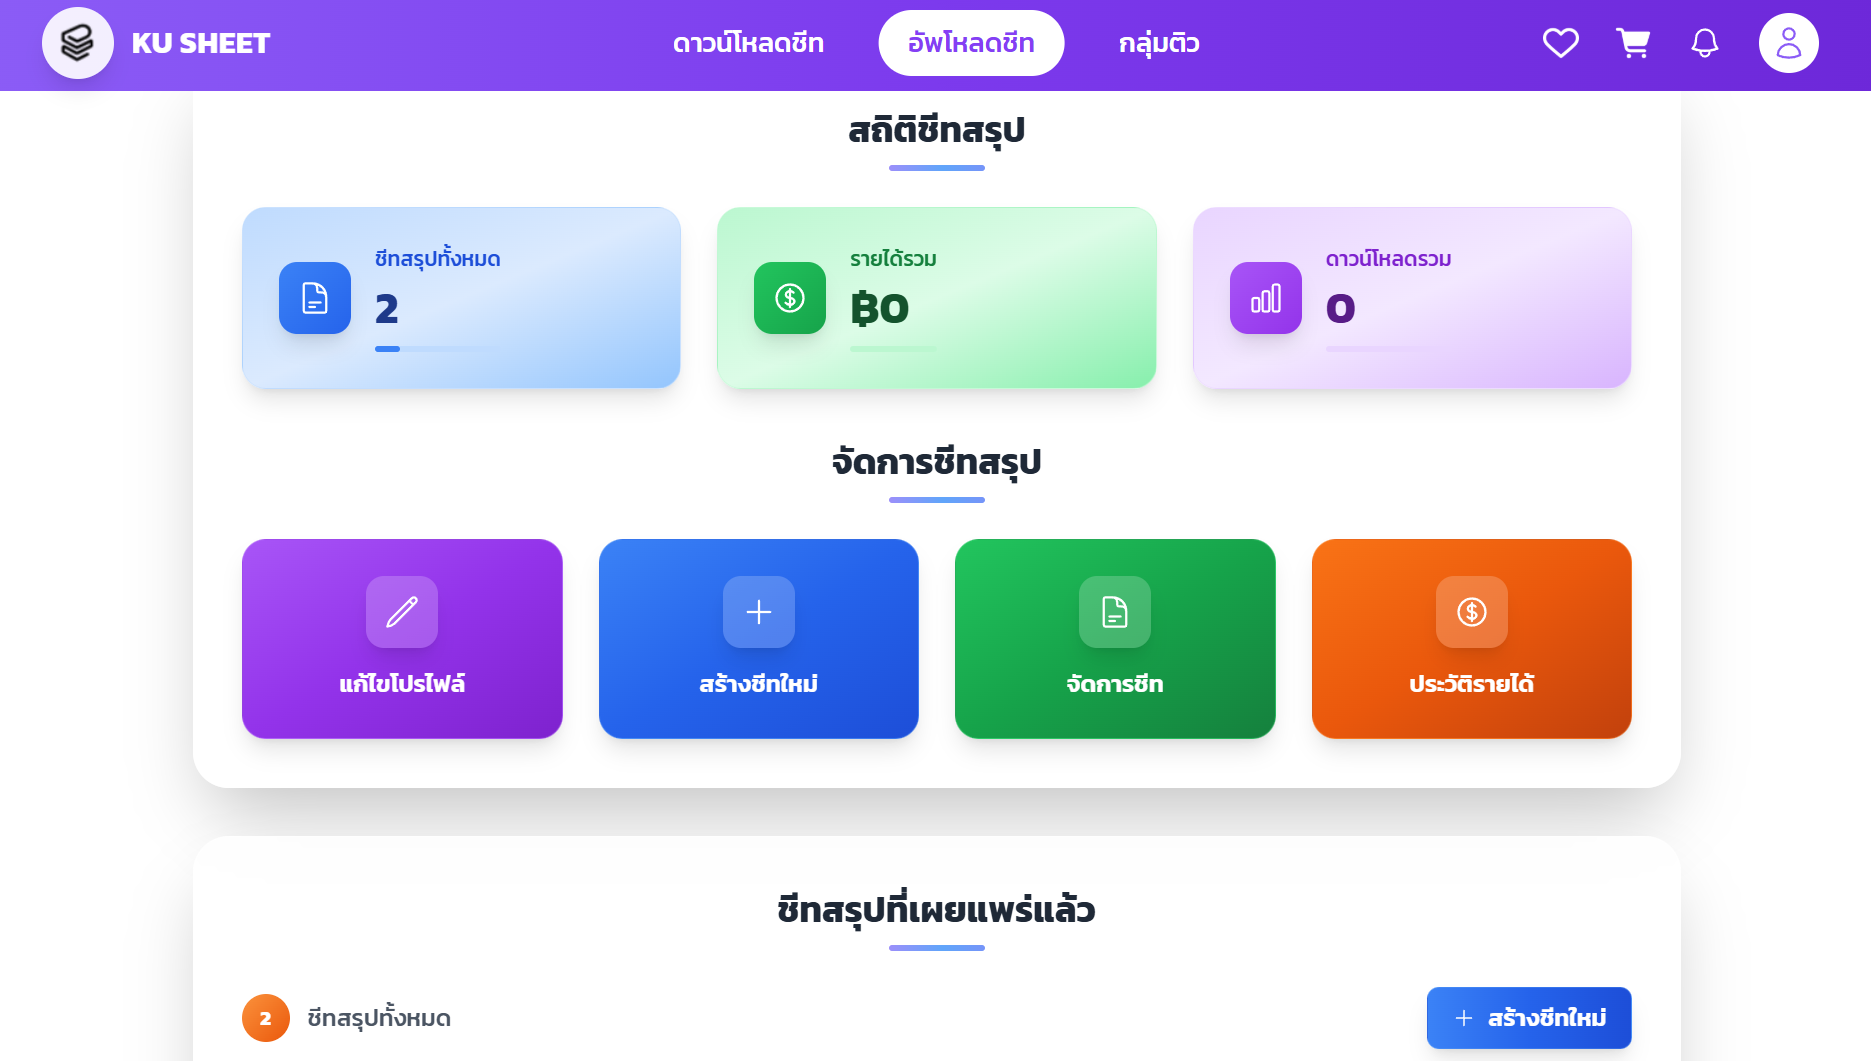 KU SHEET
ดาวน์โหลดชีท
อัพโหลดชีท
กลุ่มติว
สถิติชีทสรุป
ชีทสรุปทั้งหมด
2
รายได้รวม
฿0
ดาวน์โหลดรวม
0
จัดการชีทสรุป
แก้ไขโปรไฟล์
สร้างชีทใหม่
จัดการชีท
ประวัติรายได้
ชีทสรุปที่เผยแพร่แล้ว
2 ชีทสรุปทั้งหมด
สร้างชีทใหม่